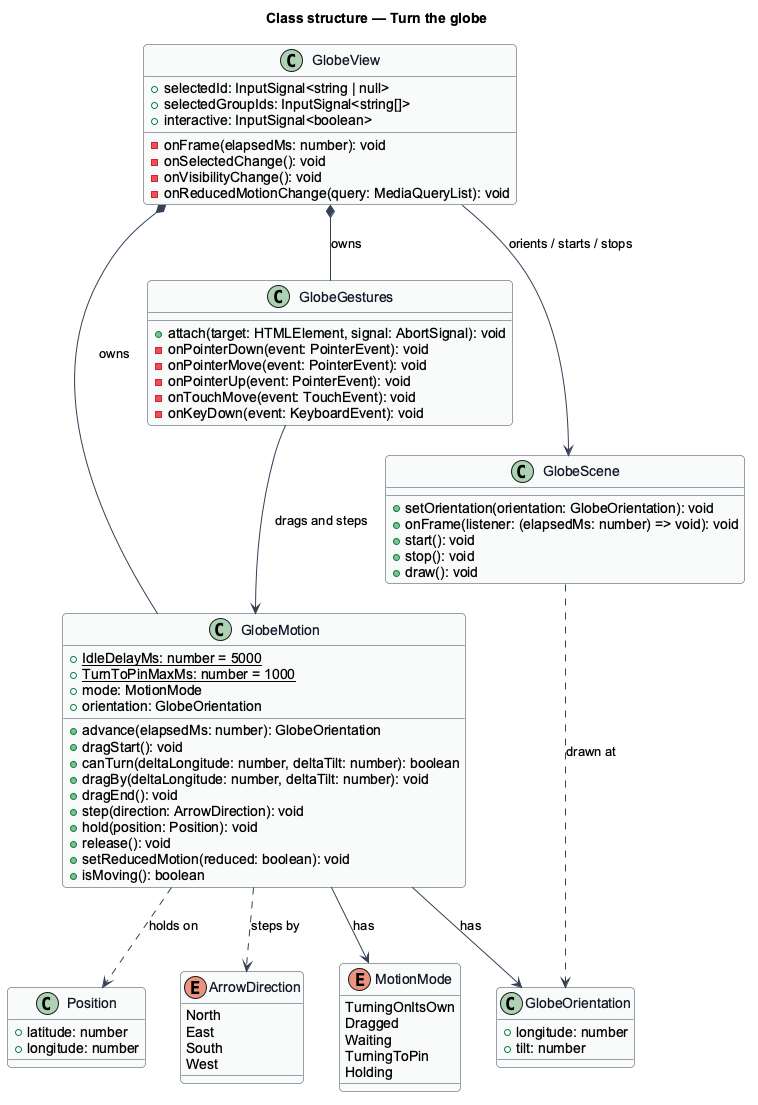 Class structure — Turn the globe
C GlobeView
selectedId: InputSignal<string | null>
selectedGroupIds: InputSignal<string[]>
interactive: InputSignal<boolean>
onFrame(elapsedMs: number): void
onSelectedChange(): void
onVisibilityChange(): void
onReducedMotionChange(query: MediaQueryList): void
owns
orients / starts / stops
C GlobeGestures
attach(target: HTMLElement, signal: AbortSignal): void
onPointerDown(event: PointerEvent): void
onPointerMove(event: PointerEvent): void
onPointerUp(event: PointerEvent): void
onTouchMove(event: TouchEvent): void
onKeyDown(event: KeyboardEvent): void
owns
C GlobeScene
setOrientation(orientation: GlobeOrientation): void
onFrame(listener: (elapsedMs: number) => void): void
start(): void
stop(): void
draw(): void
drags and steps
C GlobeMotion
IdleDelayMs: number = 5000
TurnToPinMaxMs: number = 1000
mode: MotionMode
orientation: GlobeOrientation
advance(elapsedMs: number): GlobeOrientation
dragStart(): void
canTurn(deltaLongitude: number, deltaTilt: number): boolean
dragBy(deltaLongitude: number, deltaTilt: number): void
dragEnd(): void
step(direction: ArrowDirection): void
hold(position: Position): void
release(): void
setReducedMotion(reduced: boolean): void
isMoving(): boolean
drawn at
holds on
steps by
has
has
C Position
latitude: number
longitude: number
E ArrowDirection
North
East
South
West
E MotionMode
TurningOnItsOwn
Dragged
Waiting
TurningToPin
Holding
C GlobeOrientation
longitude: number
tilt: number